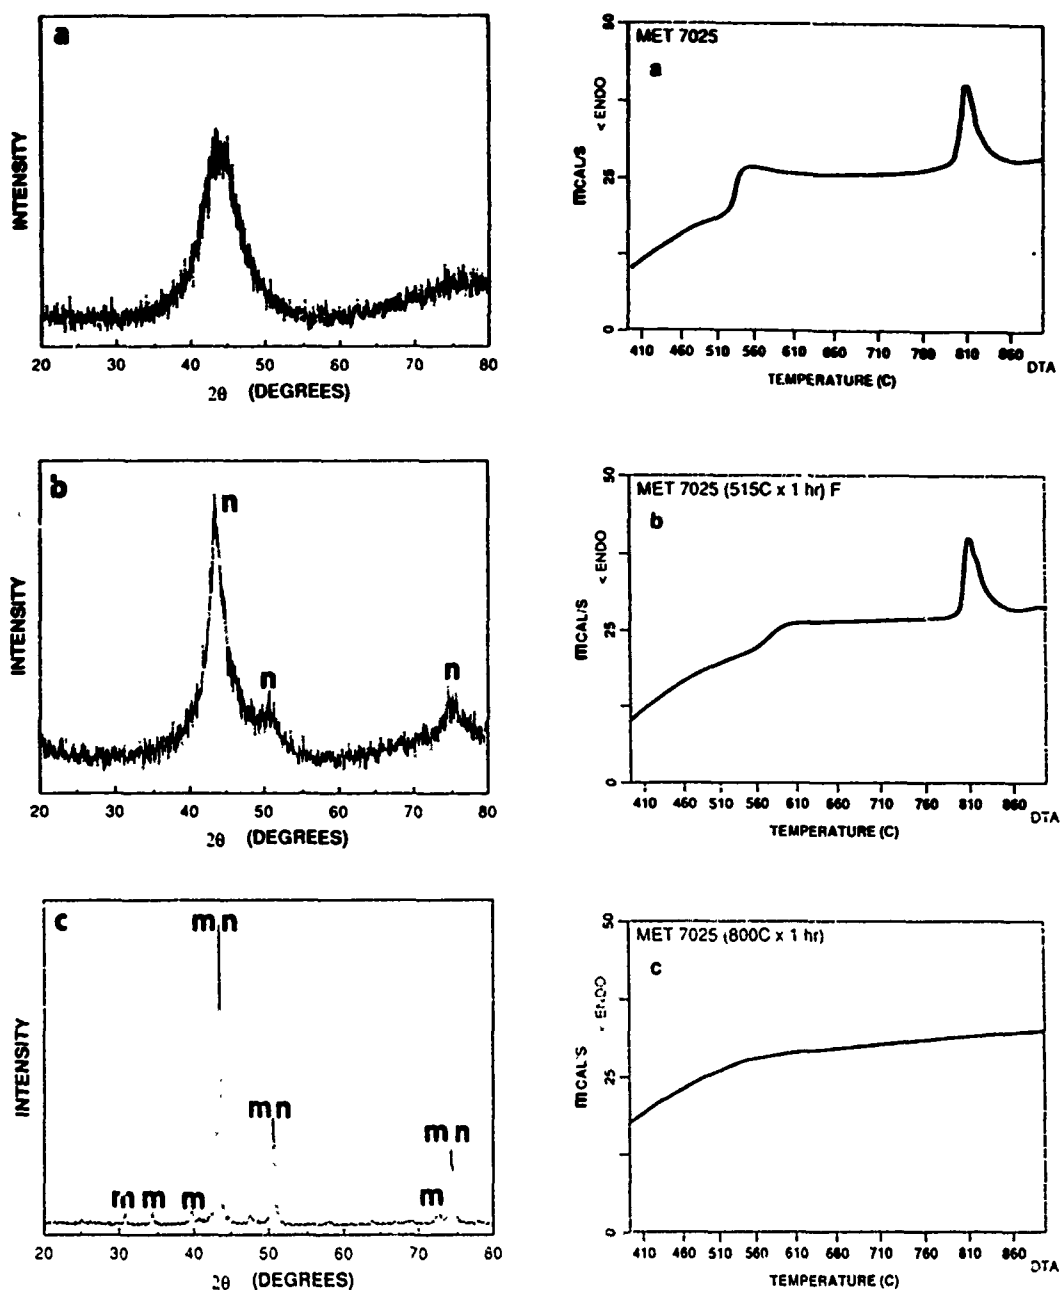 a
INTENSITY
20 30 40 50 60 70 80
2θ (DEGREES)
MET 7025
a
mCAL/S < ENDO
50
25
0
410 460 510 560 610 660 710 760 810 860
DTA
TEMPERATURE (C)
b
n
n
n
INTENSITY
20 30 40 50 60 70 80
2θ (DEGREES)
MET 7025 (515C x 1 hr) F
b
mCAL/S < ENDO
50
25
0
410 460 510 560 610 660 710 760 810 860
DTA
TEMPERATURE (C)
c
m n
m n
m n
m m m
m
INTENSITY
20 30 40 50 60 70 80
2θ (DEGREES)
MET 7025 (800C x 1 hr)
c
mCAL/S < ENDO
50
25
0
410 460 510 560 610 660 710 760 810 860
DTA
TEMPERATURE (C)